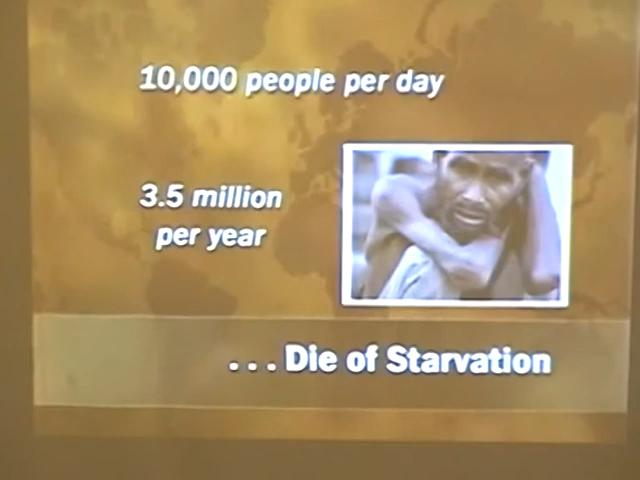 10,000 people per day
3.5 million
per year
...Die of Starvation